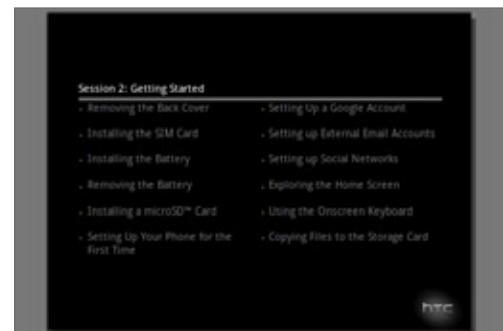 Session 2: Getting Started
- Removing the Back Cover
- Installing the SIM Card
- Installing the Battery
- Removing the Battery
- Installing a microSD™ Card
- Setting Up Your Phone for the
First Time
- Setting Up a Google Account
- Setting up External Email Accounts
- Setting up Social Networks
- Exploring the Home Screen
- Using the Onscreen Keyboard
- Copying Files to the Storage Card
hTC